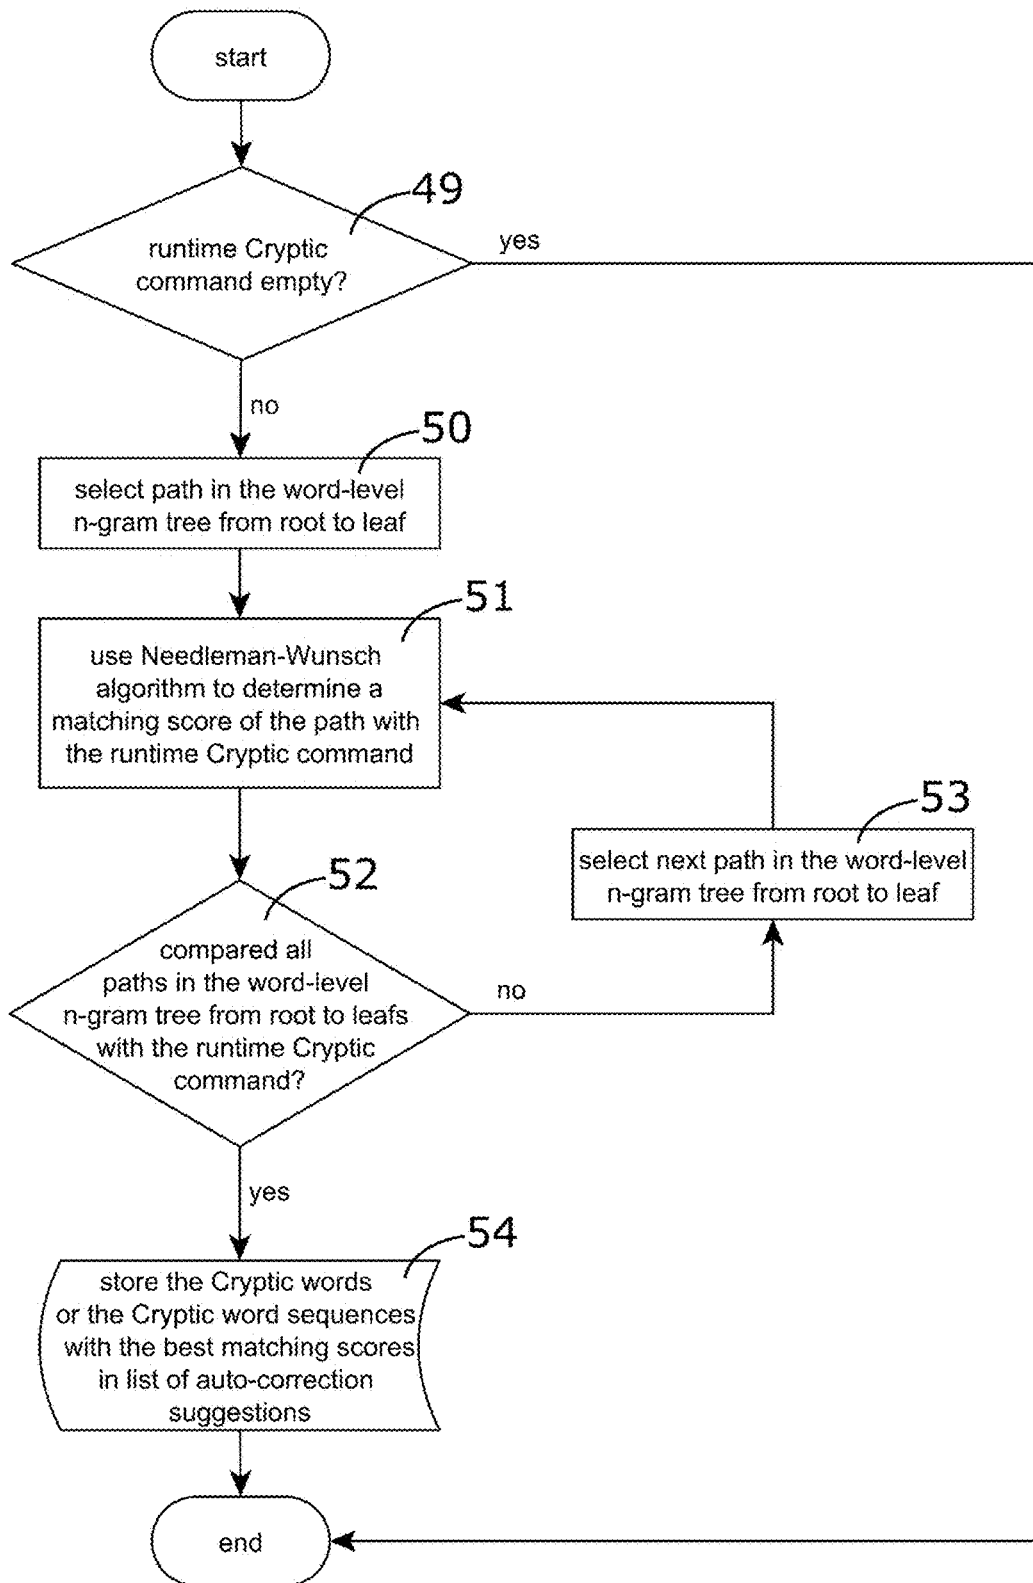 start
49
runtime Cryptic
command empty?
yes
no
50
select path in the word-level
n-gram tree from root to leaf
51
use Needleman-Wunsch
algorithm to determine a
matching score of the path with
the runtime Cryptic command
53
select next path in the word-level
n-gram tree from root to leaf
52
compared all
paths in the word-level
n-gram tree from root to leafs
with the runtime Cryptic
command?
no
yes
54
store the Cryptic words
or the Cryptic word sequences
with the best matching scores
in list of auto-correction
suggestions
end